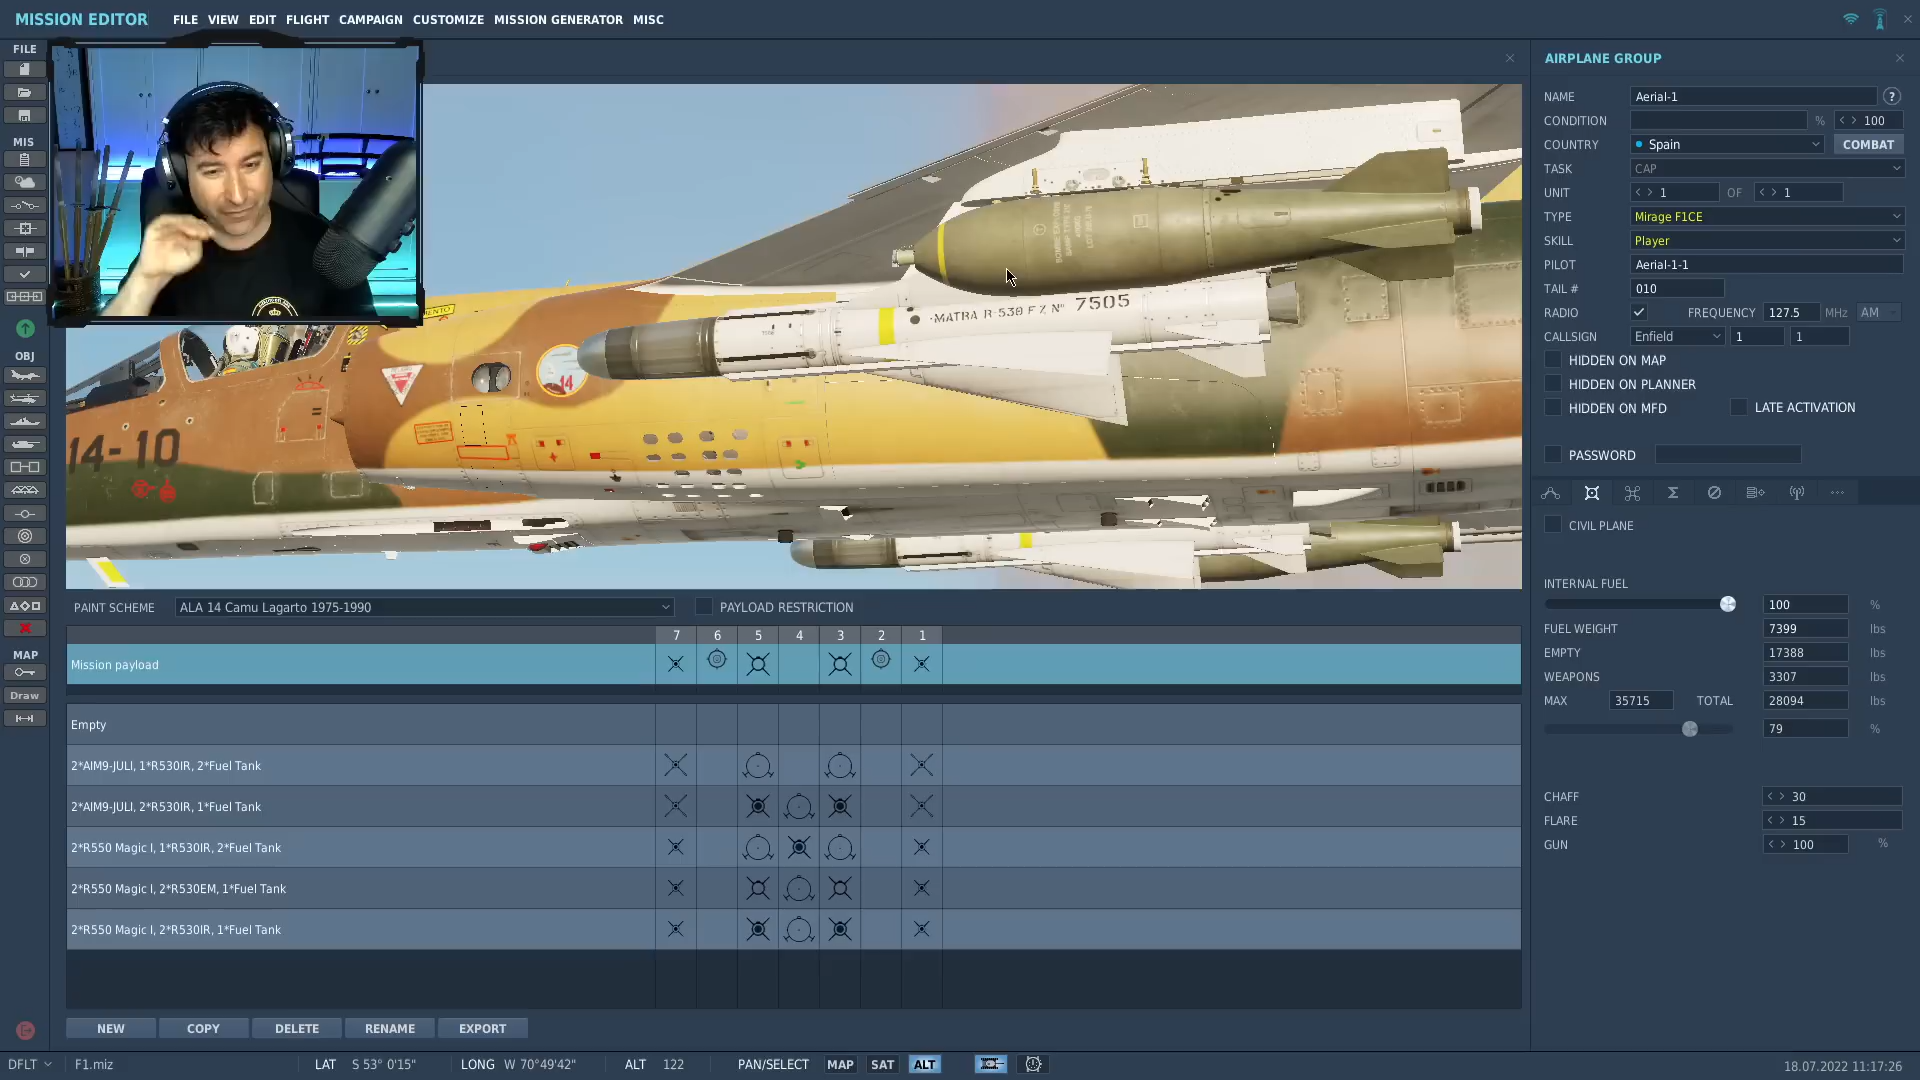 MISSION EDITOR
FILE VIEW EDIT FLIGHT CAMPAIGN CUSTOMIZE MISSION GENERATOR MISC
FILE
MIS
OBJ
MAP
Draw
14-10
14
MATRA R-530 F Z Nº 7505
PAINT SCHEME ALA 14 Camu Lagarto 1975-1990 PAYLOAD RESTRICTION
7 6 5 4 3 2 1
Mission payload
Empty
2*AIM9-JULI, 1*R530IR, 2*Fuel Tank
2*AIM9-JULI, 2*R530IR, 1*Fuel Tank
2*R550 Magic I, 1*R530IR, 2*Fuel Tank
2*R550 Magic I, 2*R530EM, 1*Fuel Tank
2*R550 Magic I, 2*R530IR, 1*Fuel Tank
NEW COPY DELETE RENAME EXPORT
AIRPLANE GROUP
NAME Aerial-1 ?
CONDITION % < > 100
COUNTRY Spain COMBAT
TASK CAP
UNIT < > 1 OF < > 1
TYPE Mirage F1CE
SKILL Player
PILOT Aerial-1-1
TAIL # 010
RADIO FREQUENCY 127.5 MHz AM
CALLSIGN Enfield 1 1
HIDDEN ON MAP
HIDDEN ON PLANNER
HIDDEN ON MFD LATE ACTIVATION
PASSWORD
CIVIL PLANE
INTERNAL FUEL
100 %
FUEL WEIGHT 7399 lbs
EMPTY 17388 lbs
WEAPONS 3307 lbs
MAX 35715 TOTAL 28094 lbs
79 %
CHAFF < > 30
FLARE < > 15
GUN < > 100 %
DFLT F1.miz LAT S 53° 0'15" LONG W 70°49'42" ALT 122 PAN/SELECT MAP SAT ALT 18.07.2022 11:17:26